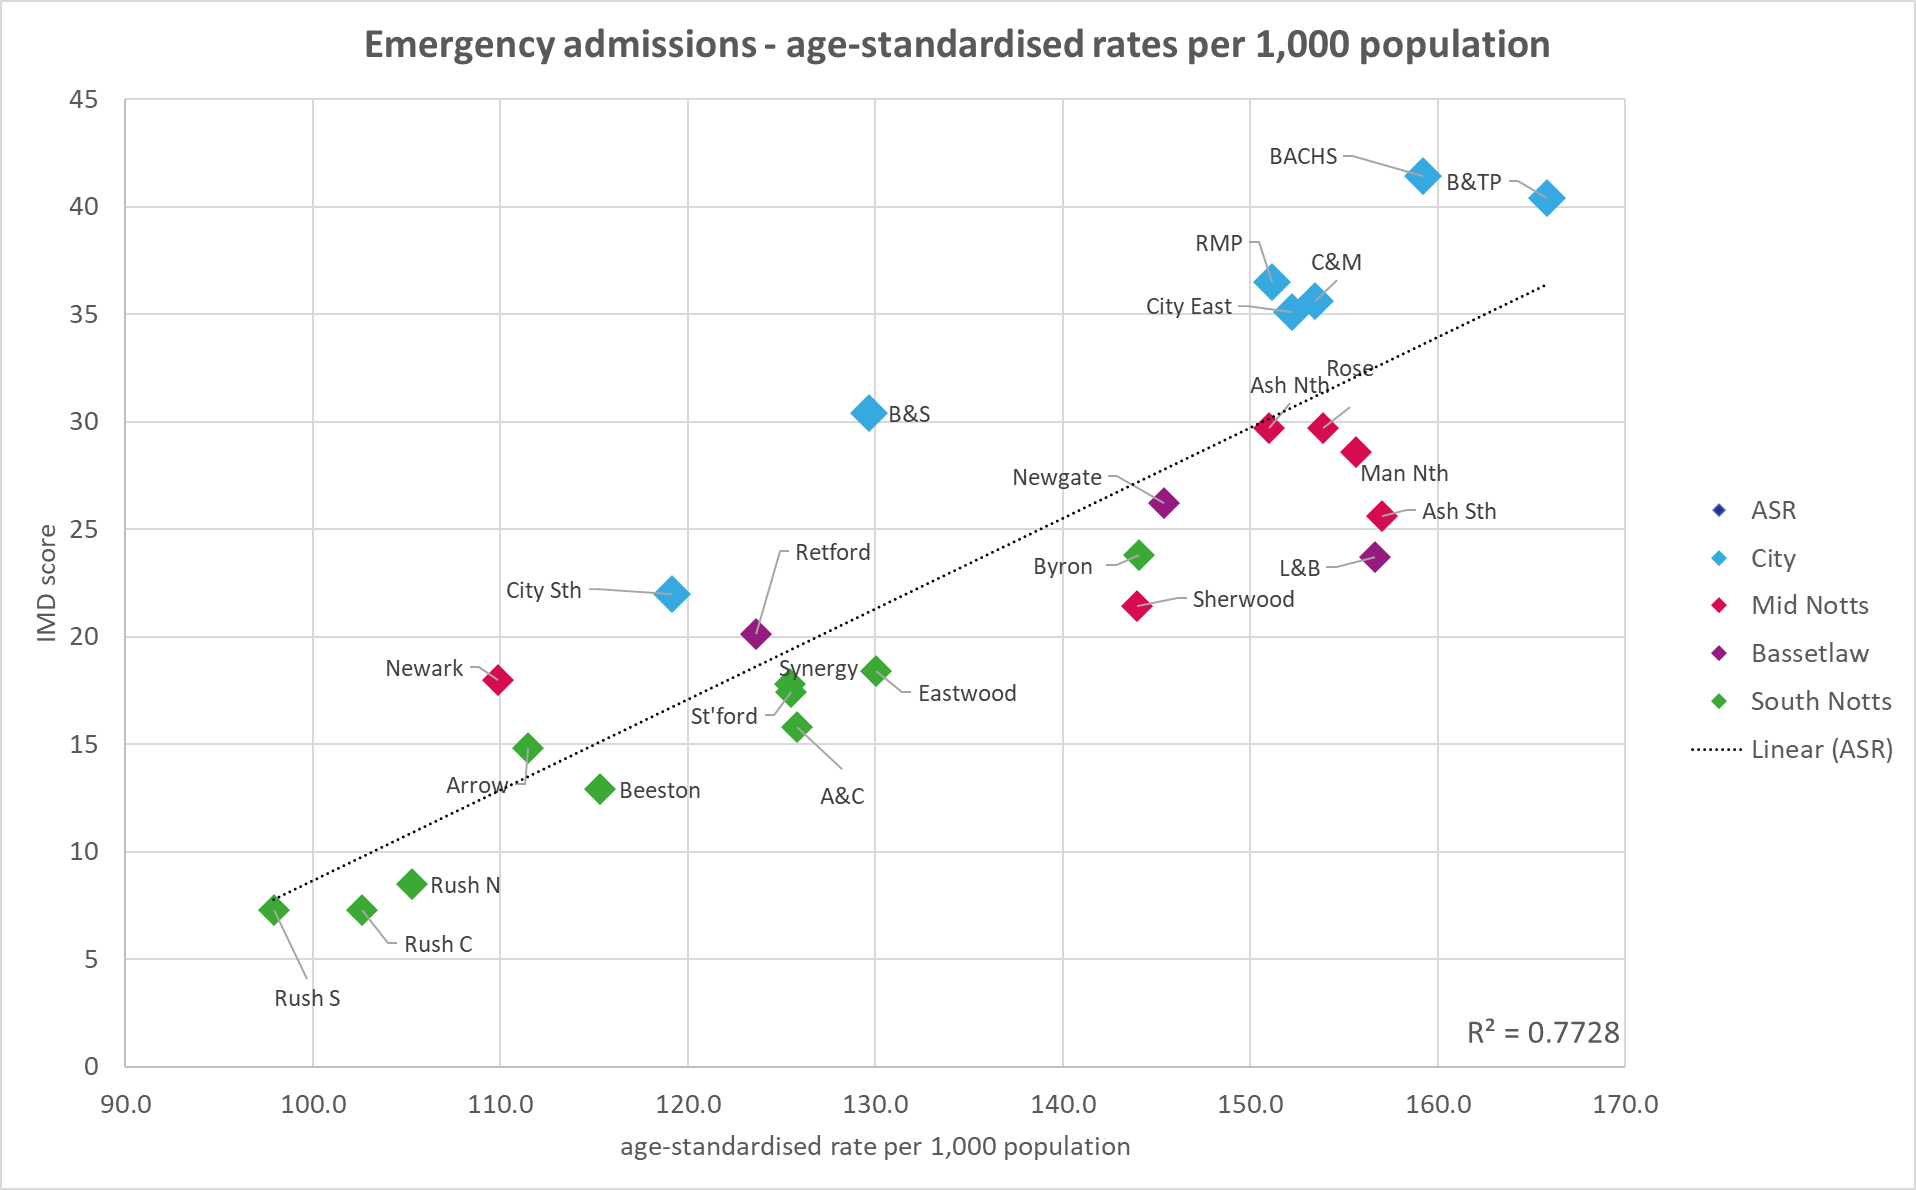 Emergency admissions - age-standardised rates per 1,000 population
45
40
35
30
25
20
15
10
5
0
IMD score
BACHS
B&TP
RMP
C&M
City East
Rose
Ash Nth
B&S
Man Nth
Newgate
Ash Sth
Retford
Byron
L&B
City Sth
Sherwood
Newark
Synergy
Eastwood
St'ford
Arrow
Beeston
A&C
Rush N
Rush C
Rush S
R² = 0.7728
90.0 100.0 110.0 120.0 130.0 140.0 150.0 160.0 170.0
age-standardised rate per 1,000 population
ASR
City
Mid Notts
Bassetlaw
South Notts
Linear (ASR)